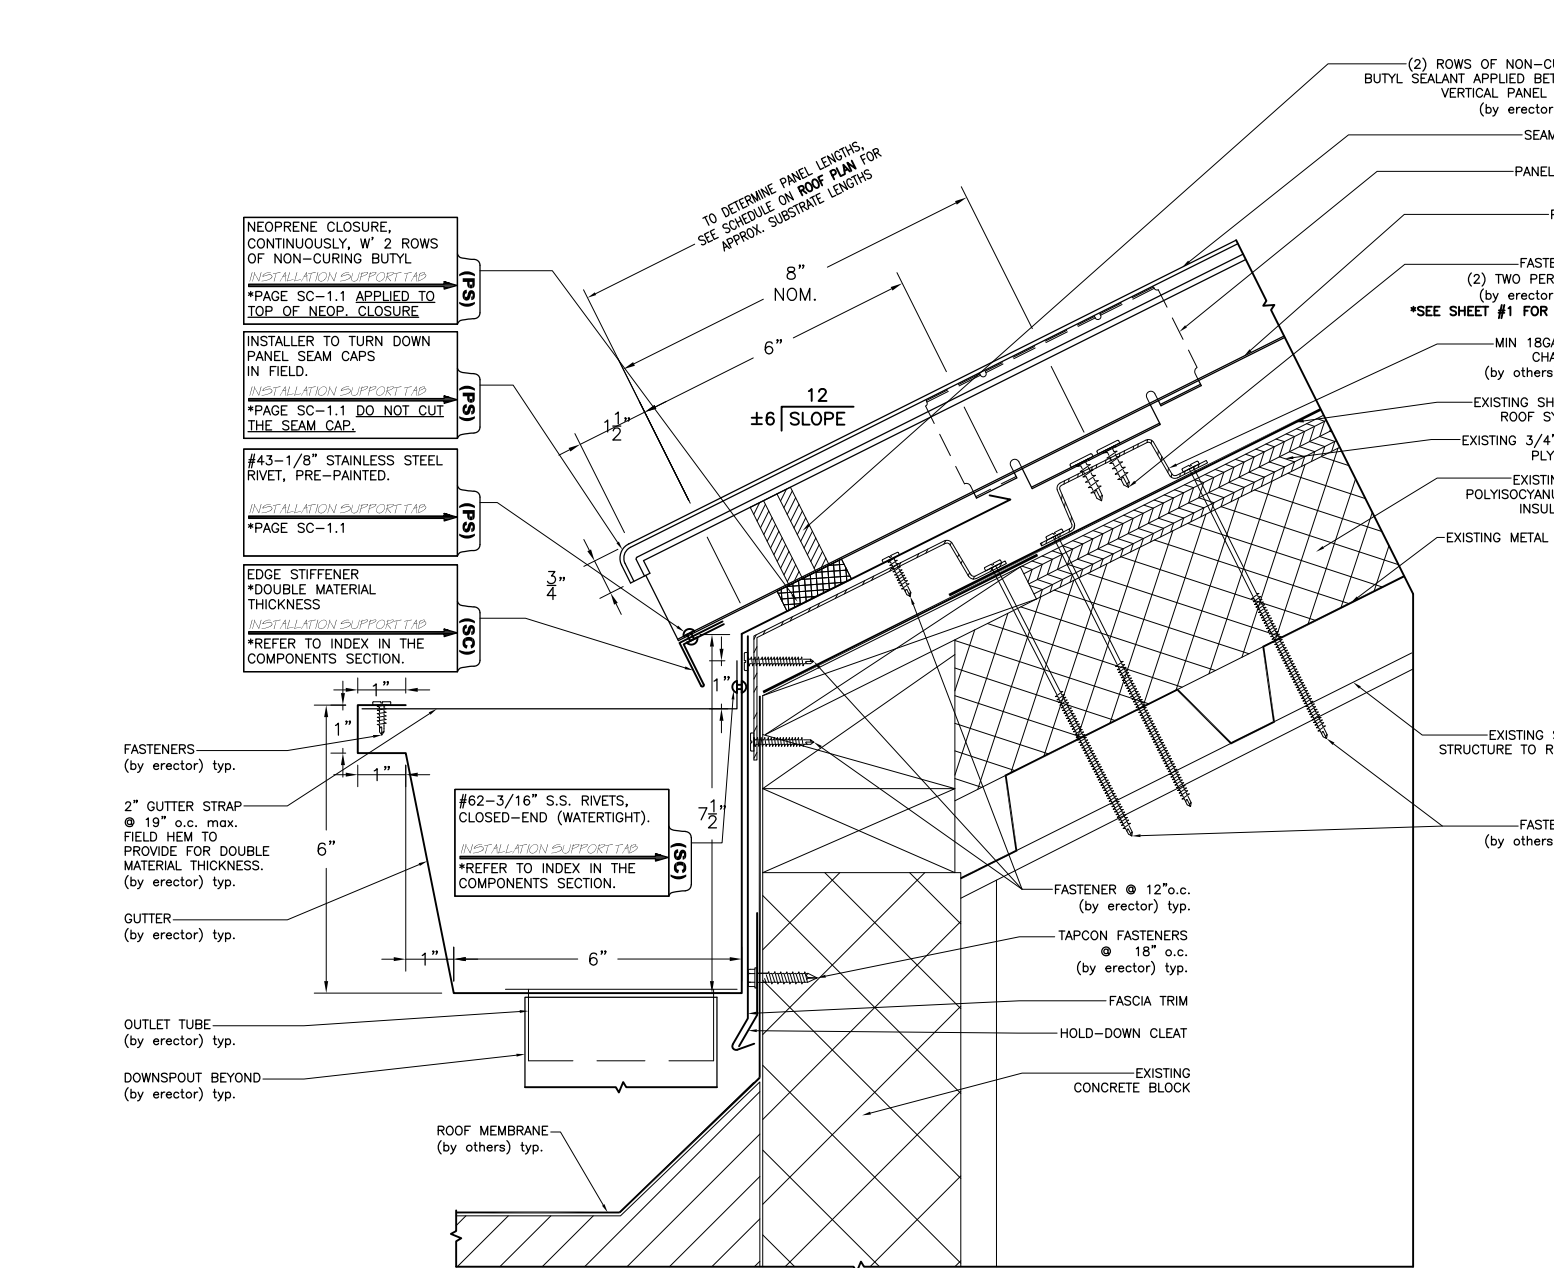 (2) ROWS OF NON-CU
BUTYL SEALANT APPLIED BET
VERTICAL PANEL
(by erector
SEAM
PANEL
TO DETERMINE PANEL LENGTHS,
SEE SCHEDULE ON ROOF PLAN FOR
APPROX. SUBSTRATE LENGTHS
8"
NOM.
6"
1 1/2"
3/4"
12
±6 SLOPE
NEOPRENE CLOSURE,
CONTINUOUSLY, W' 2 ROWS
OF NON-CURING BUTYL
INSTALLATION SUPPORT TAB
*PAGE SC-1.1 APPLIED TO
TOP OF NEOP. CLOSURE
(PS)
INSTALLER TO TURN DOWN
PANEL SEAM CAPS
IN FIELD.
INSTALLATION SUPPORT TAB
*PAGE SC-1.1 DO NOT CUT
THE SEAM CAP.
(PS)
#43-1/8" STAINLESS STEEL
RIVET, PRE-PAINTED.
INSTALLATION SUPPORT TAB
*PAGE SC-1.1
(PS)
EDGE STIFFENER
*DOUBLE MATERIAL
THICKNESS
INSTALLATION SUPPORT TAB
*REFER TO INDEX IN THE
COMPONENTS SECTION.
(SC)
FASTE
(2) TWO PER
(by erector
*SEE SHEET #1 FOR
MIN 18GA
CHA
(by others
EXISTING SH
ROOF SY
EXISTING 3/4"
PLY
EXISTIN
POLYISOCYANU
INSUL
EXISTING METAL
EXISTING S
STRUCTURE TO R
FASTE
(by others
1"
1"
1"
6"
1"
6"
1"
7 1/2"
FASTENERS
(by erector) typ.
2" GUTTER STRAP
@ 19" o.c. max.
FIELD HEM TO
PROVIDE FOR DOUBLE
MATERIAL THICKNESS.
(by erector) typ.
GUTTER
(by erector) typ.
#62-3/16" S.S. RIVETS,
CLOSED-END (WATERTIGHT).
INSTALLATION SUPPORT TAB
*REFER TO INDEX IN THE
COMPONENTS SECTION.
(SC)
OUTLET TUBE
(by erector) typ.
DOWNSPOUT BEYOND
(by erector) typ.
ROOF MEMBRANE
(by others) typ.
FASTENER @ 12"o.c.
(by erector) typ.
TAPCON FASTENERS
@ 18" o.c.
(by erector) typ.
FASCIA TRIM
HOLD-DOWN CLEAT
EXISTING
CONCRETE BLOCK